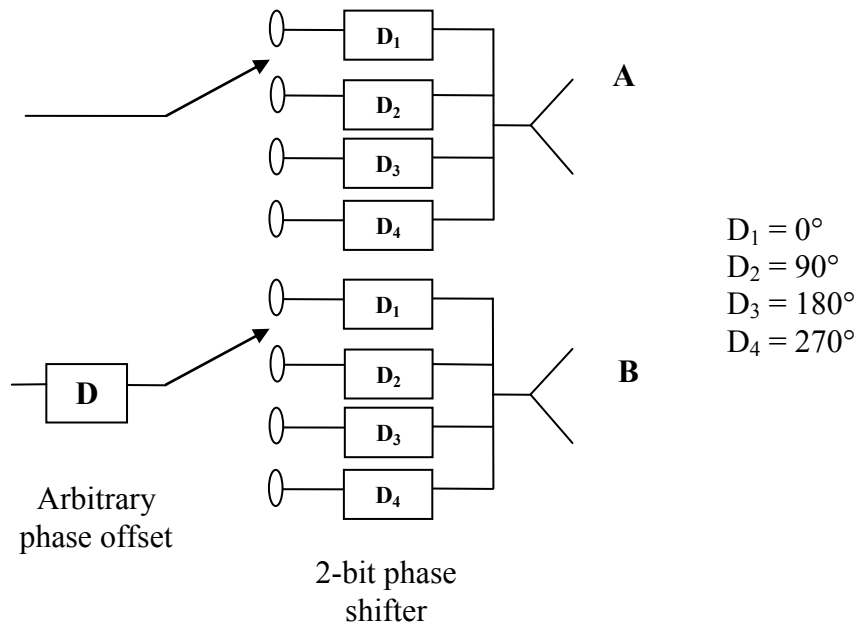 D₁
A
D₂
D₃
D₄
D₁ = 0°
D₂ = 90°
D₃ = 180°
D₄ = 270°
D₁
D
D₂
B
D₃
D₄
Arbitrary
phase offset
2-bit phase
shifter